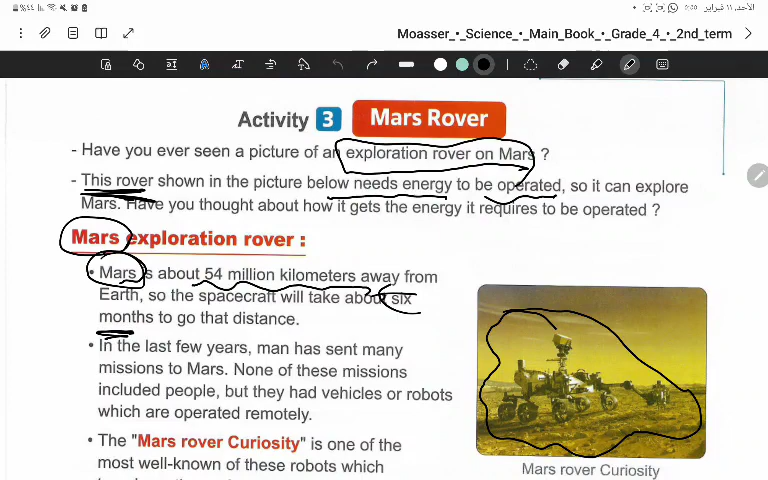 الأحد، ١١ فبراير ٥:٥٥
Moasser_•_Science_•_Main_Book_•_Grade_4_•_2nd_term
Activity 3 Mars Rover
- Have you ever seen a picture of an exploration rover on Mars ?
- This rover shown in the picture below needs energy to be operated, so it can explore
Mars. Have you thought about how it gets the energy it requires to be operated ?
Mars exploration rover :
• Mars is about 54 million kilometers away from
Earth, so the spacecraft will take about six
months to go that distance.
• In the last few years, man has sent many
missions to Mars. None of these missions
included people, but they had vehicles or robots
which are operated remotely.
• The "Mars rover Curiosity" is one of the
most well-known of these robots which
Mars rover Curiosity